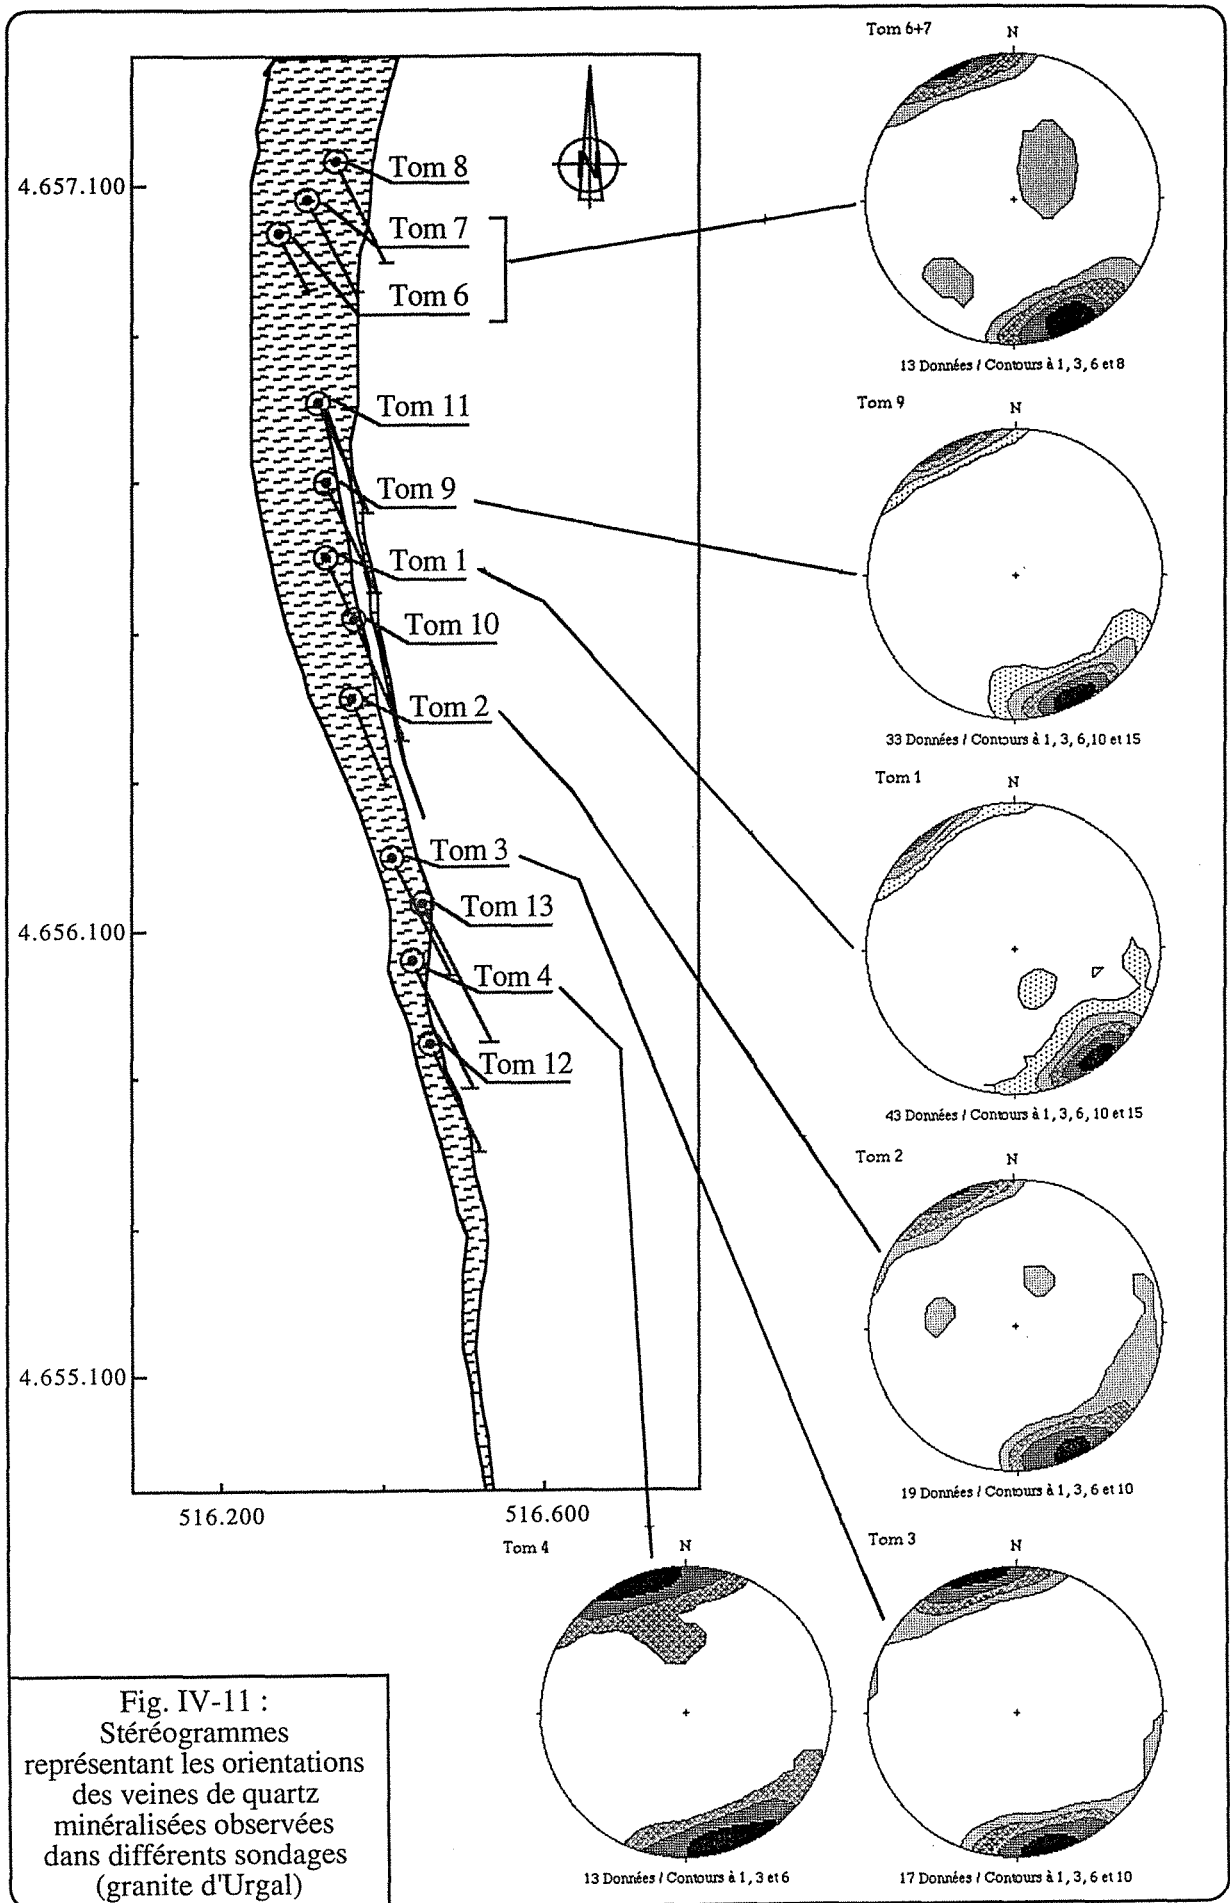 Tom 6+7
N
N
4.657.100
Tom 8
Tom 7
Tom 6
13 Données / Contours à 1, 3, 6 et 8
Tom 9
N
Tom 11
Tom 9
33 Données / Contours à 1, 3, 6,10 et 15
Tom 1
Tom 10
Tom 1
N
Tom 2
Tom 3
4.656.100
Tom 13
Tom 4
Tom 12
43 Données / Contours à 1, 3, 6, 10 et 15
Tom 2
N
4.655.100
19 Données / Contours à 1, 3, 6 et 10
516.200
516.600
Tom 4
N
Tom 3
N
13 Données / Contours à 1, 3 et 6
17 Données / Contours à 1, 3, 6 et 10
Fig. IV-11 :
Stéréogrammes
représentant les orientations
des veines de quartz
minéralisées observées
dans différents sondages
(granite d'Urgal)